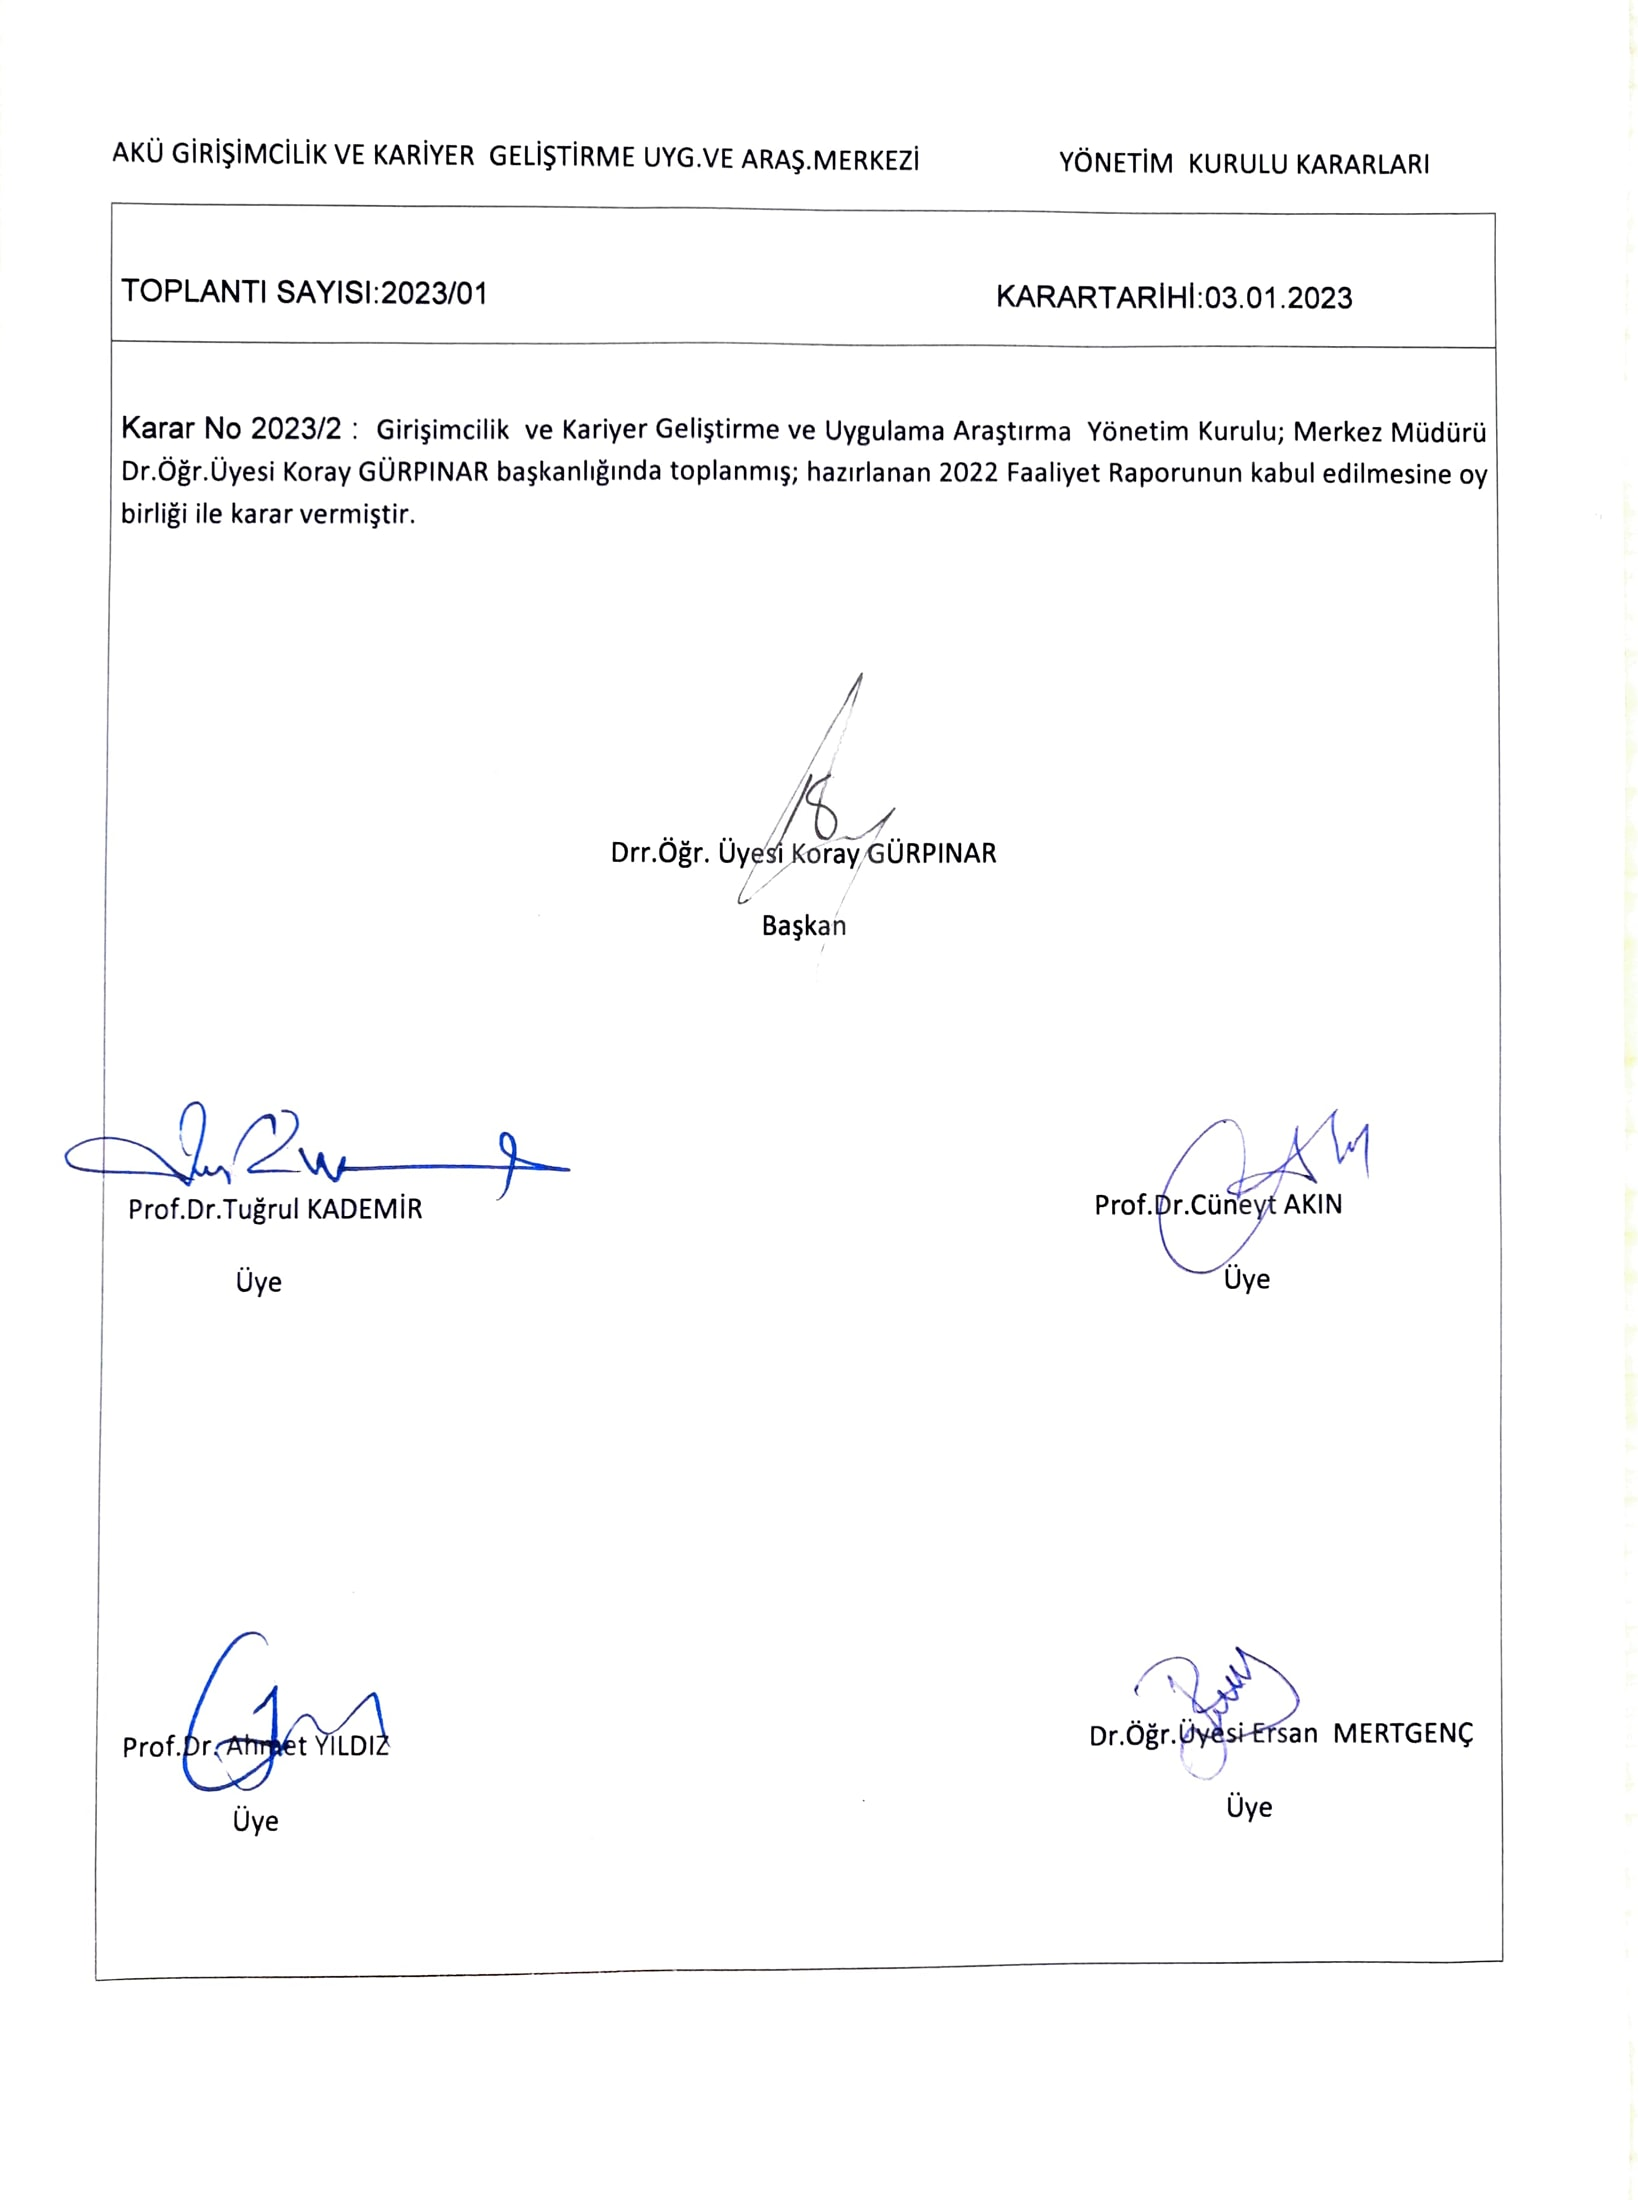 AKÜ GİRİŞİMCİLİK VE KARİYER GELİŞTİRME UYG.VE ARAŞ.MERKEZİ YÖNETİM KURULU KARARLARI
TOPLANTI SAYISI:2023/01 KARARTARİHİ:03.01.2023
Karar No 2023/2 : Girişimcilik ve Kariyer Geliştirme ve Uygulama Araştırma Yönetim Kurulu; Merkez Müdürü
Dr.Öğr.Üyesi Koray GÜRPINAR başkanlığında toplanmış; hazırlanan 2022 Faaliyet Raporunun kabul edilmesine oy
birliği ile karar vermiştir.
Drr.Öğr. Üyesi Koray GÜRPINAR
Başkan
Prof.Dr.Tuğrul KADEMİR Prof.Dr.Cüneyt AKIN
Üye Üye
Prof.Dr. Ahmet YILDIZ Dr.Öğr.Üyesi Ersan MERTGENÇ
Üye Üye